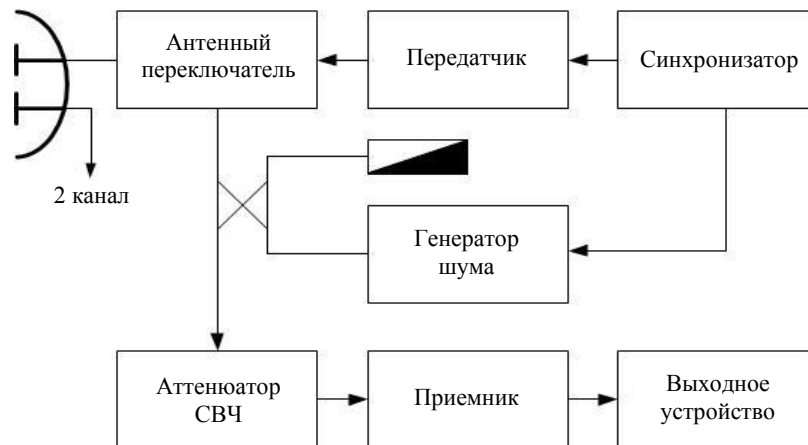 Антенный
переключатель
Передатчик
Синхронизатор
2 канал
Генератор
шума
Аттенюатор
СВЧ
Приемник
Выходное
устройство